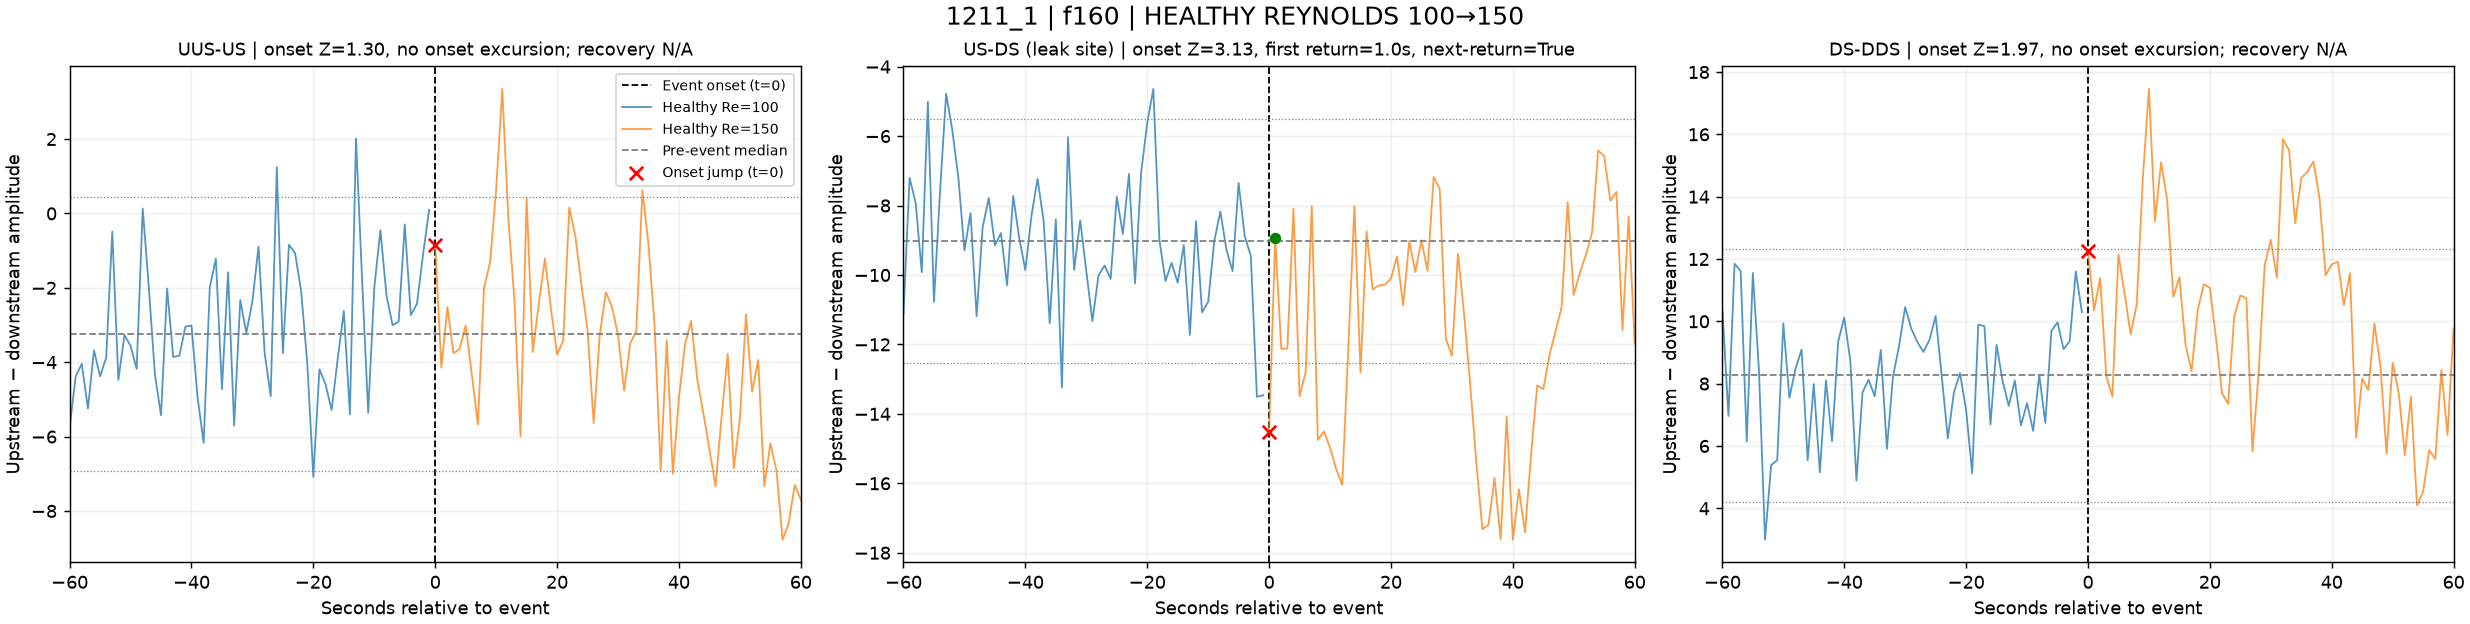 1211_1 | f160 | HEALTHY REYNOLDS 100→150
UUS-US | onset Z=1.30, no onset excursion; recovery N/A
Upstream − downstream amplitude
2
0
−2
−4
−6
−8
Event onset (t=0)
Healthy Re=100
Healthy Re=150
Pre-event median
Onset jump (t=0)
−60
−40
−20
0
20
40
60
Seconds relative to event
US-DS (leak site) | onset Z=3.13, first return=1.0s, next-return=True
Upstream − downstream amplitude
−4
−6
−8
−10
−12
−14
−16
−18
−60
−40
−20
0
20
40
60
Seconds relative to event
DS-DDS | onset Z=1.97, no onset excursion; recovery N/A
Upstream − downstream amplitude
18
16
14
12
10
8
6
4
−60
−40
−20
0
20
40
60
Seconds relative to event